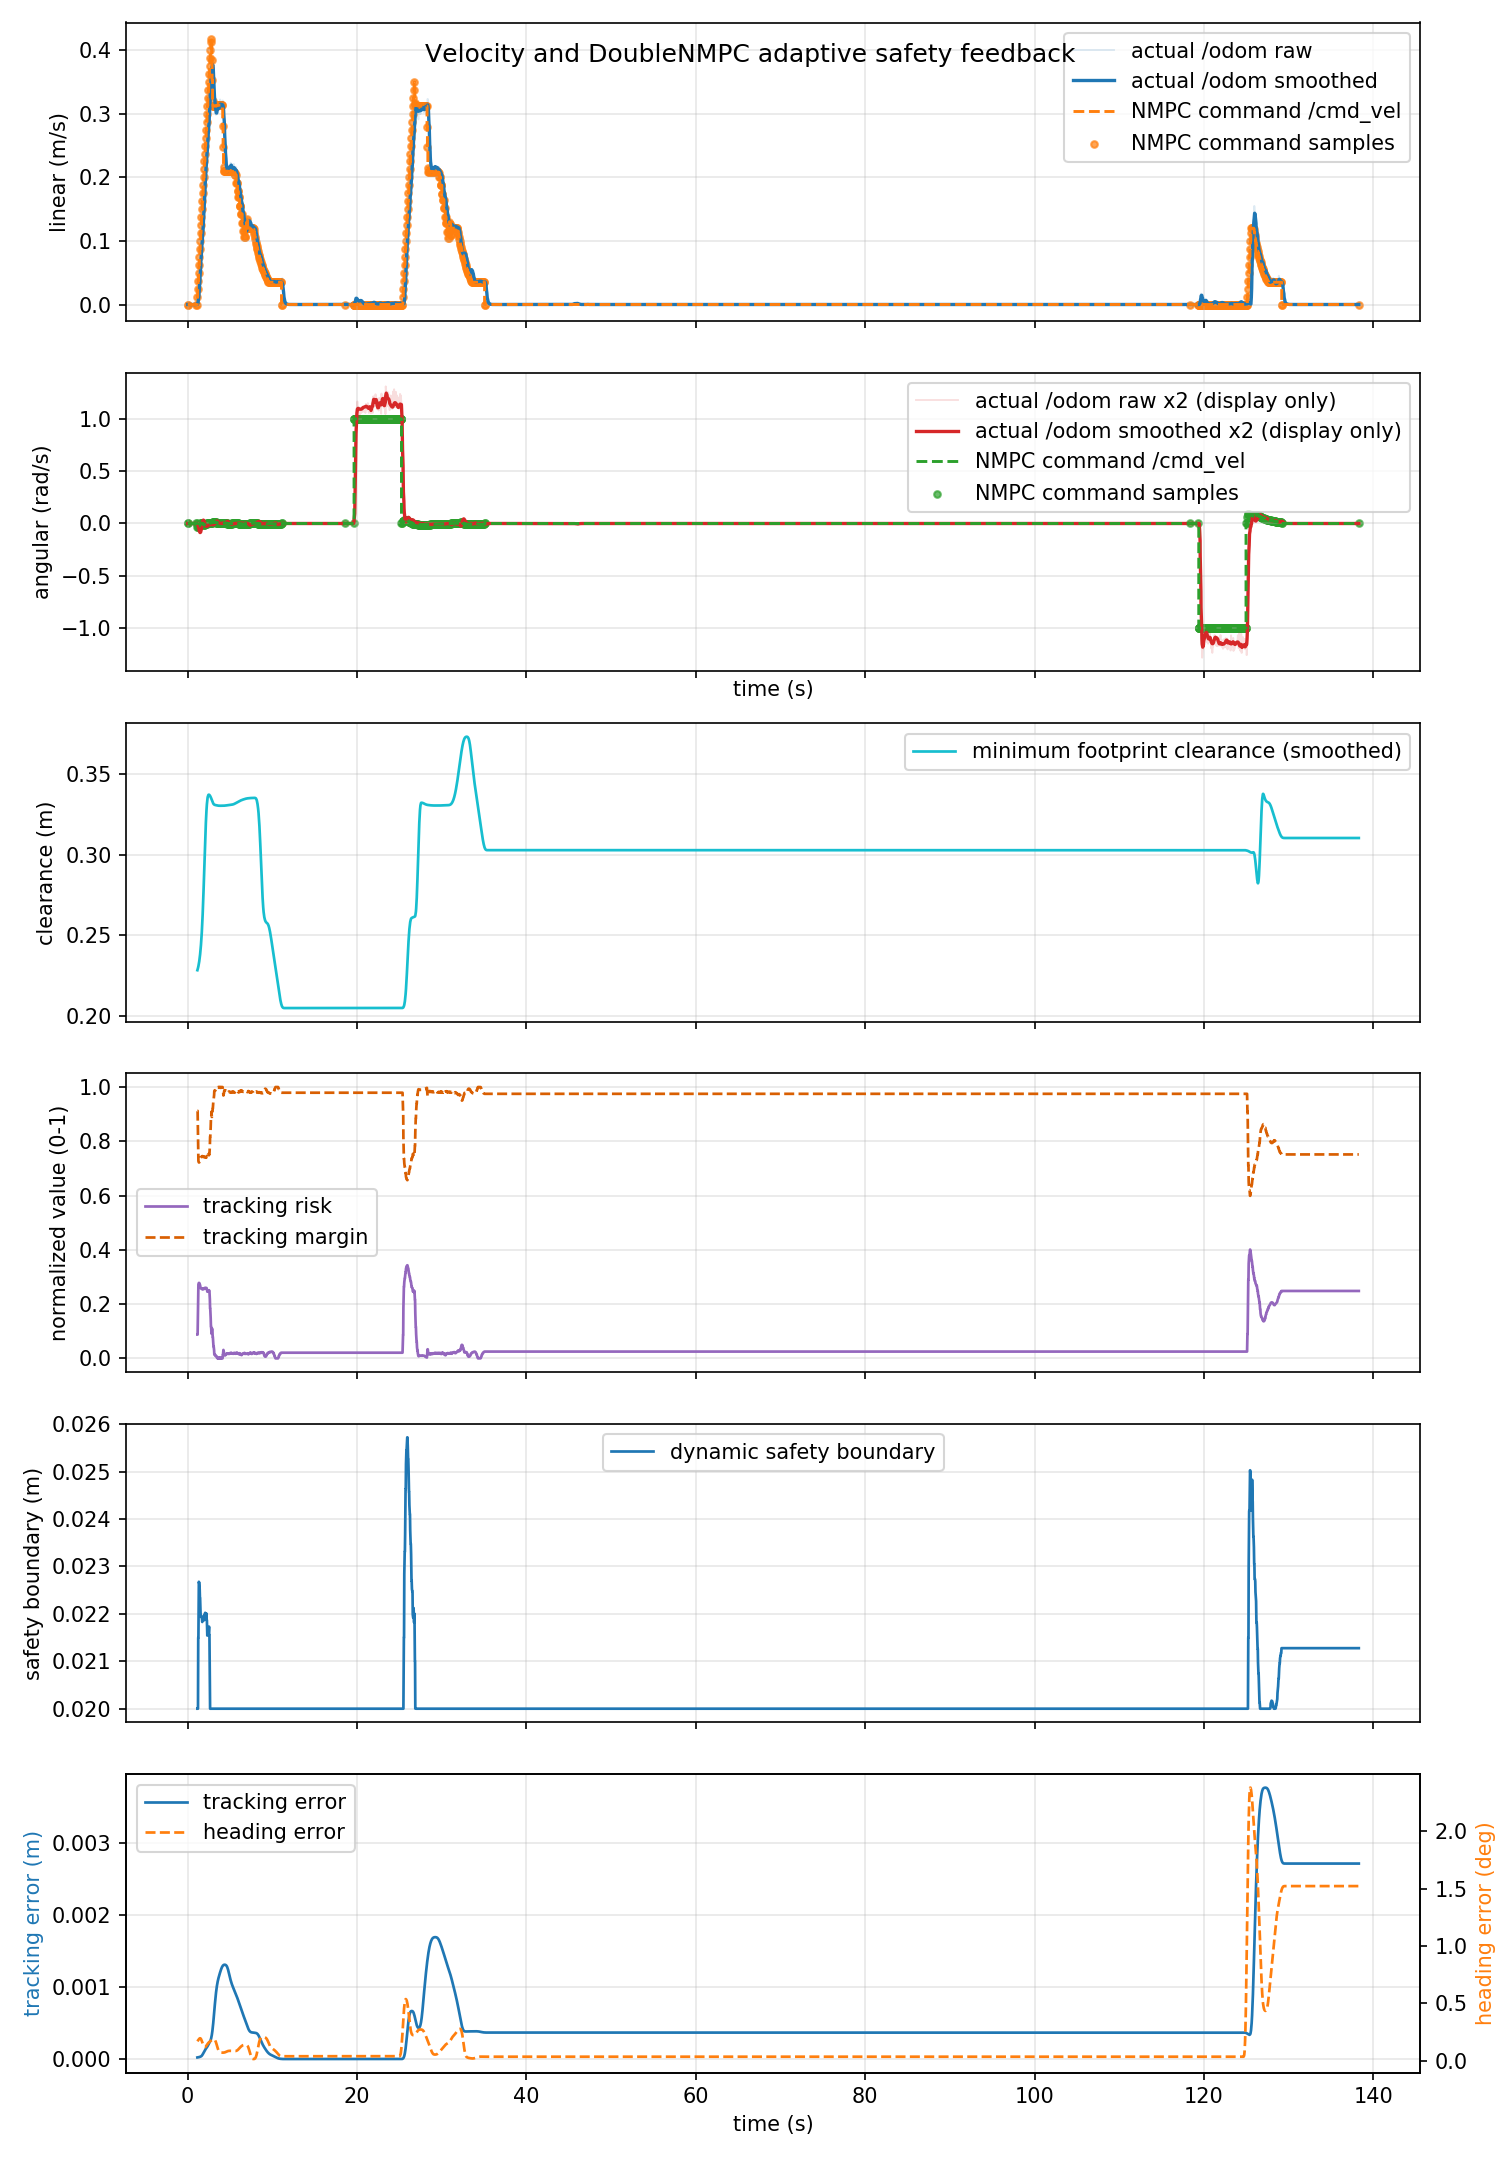 Velocity and DoubleNMPC adaptive safety feedback
linear (m/s)
0.4
0.3
0.2
0.1
0.0
actual /odom raw
actual /odom smoothed
NMPC command /cmd_vel
NMPC command samples
angular (rad/s)
1.0
0.5
0.0
−0.5
−1.0
actual /odom raw x2 (display only)
actual /odom smoothed x2 (display only)
NMPC command /cmd_vel
NMPC command samples
time (s)
clearance (m)
0.35
0.30
0.25
0.20
minimum footprint clearance (smoothed)
normalized value (0-1)
1.0
0.8
0.6
0.4
0.2
0.0
tracking risk
tracking margin
safety boundary (m)
0.026
0.025
0.024
0.023
0.022
0.021
0.020
dynamic safety boundary
tracking error (m)
0.003
0.002
0.001
0.000
tracking error
heading error
2.0
1.5
1.0
0.5
0.0
heading error (deg)
0 20 40 60 80 100 120 140
time (s)